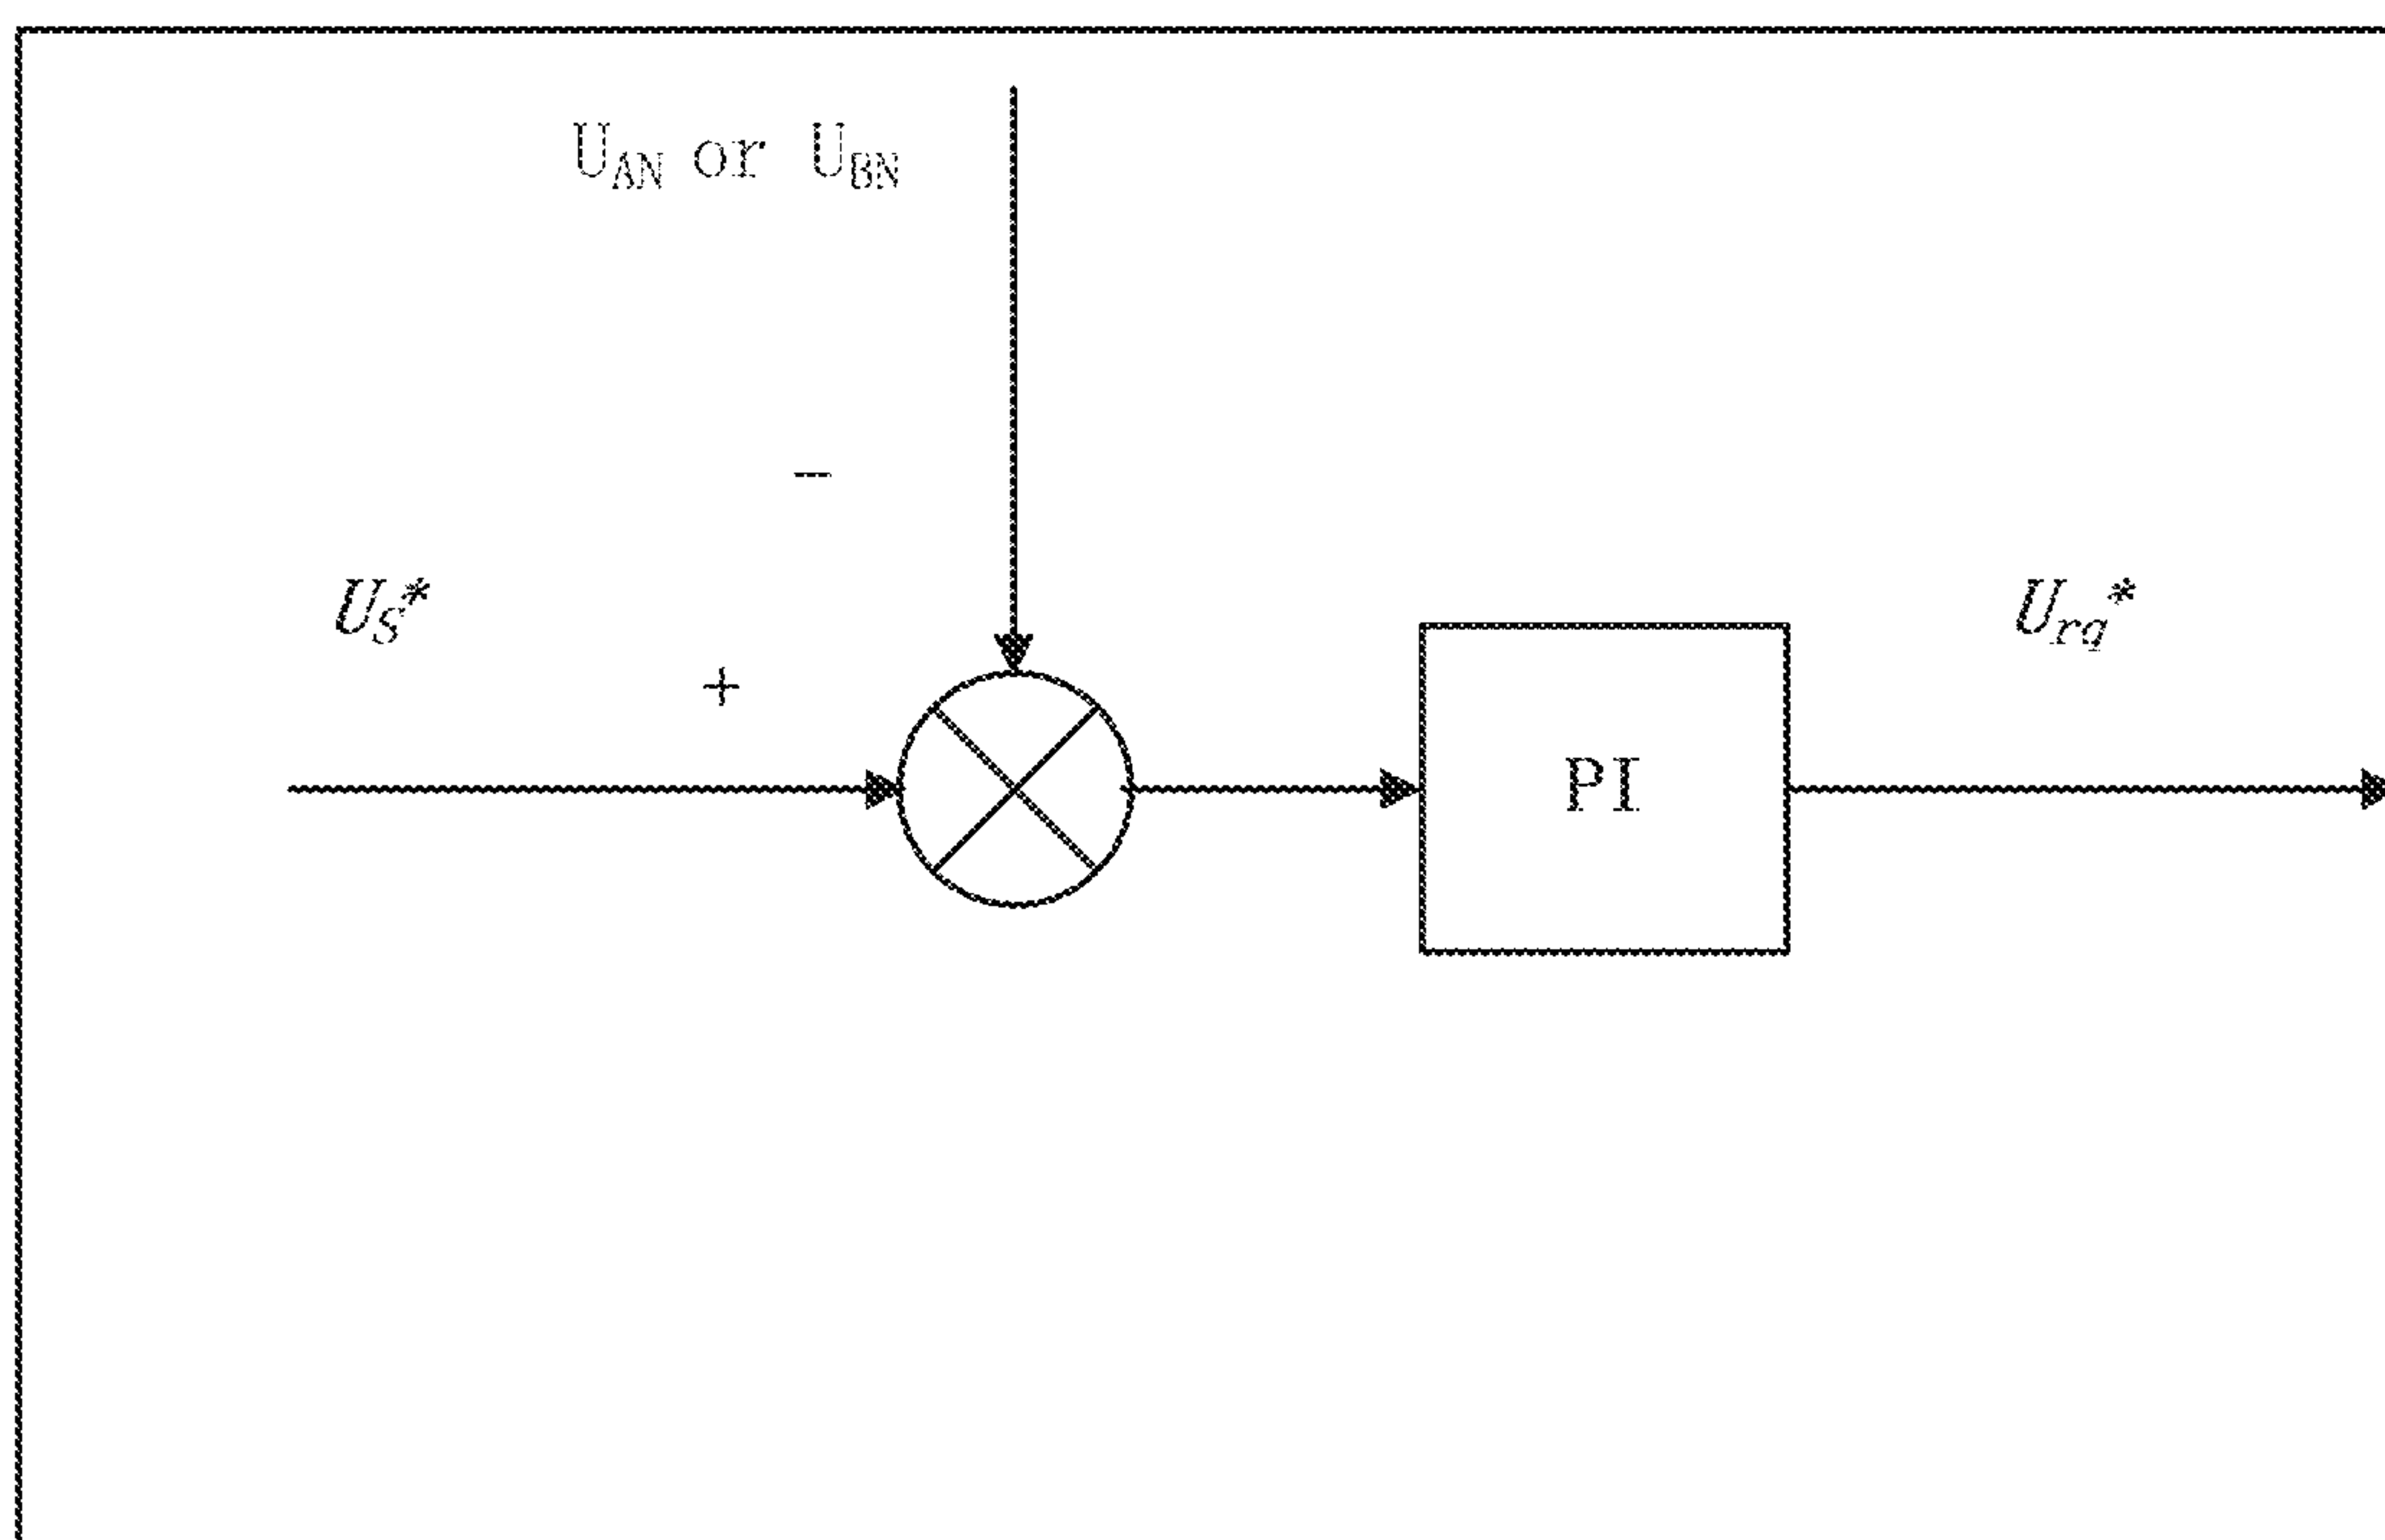 U_AN or U_BN
−
U_S*
U_rq*
+
PI